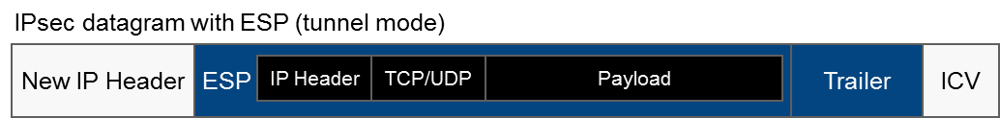 IPsec datagram with ESP (tunnel mode)
New IP Header ESP IP Header TCP/UDP Payload Trailer ICV